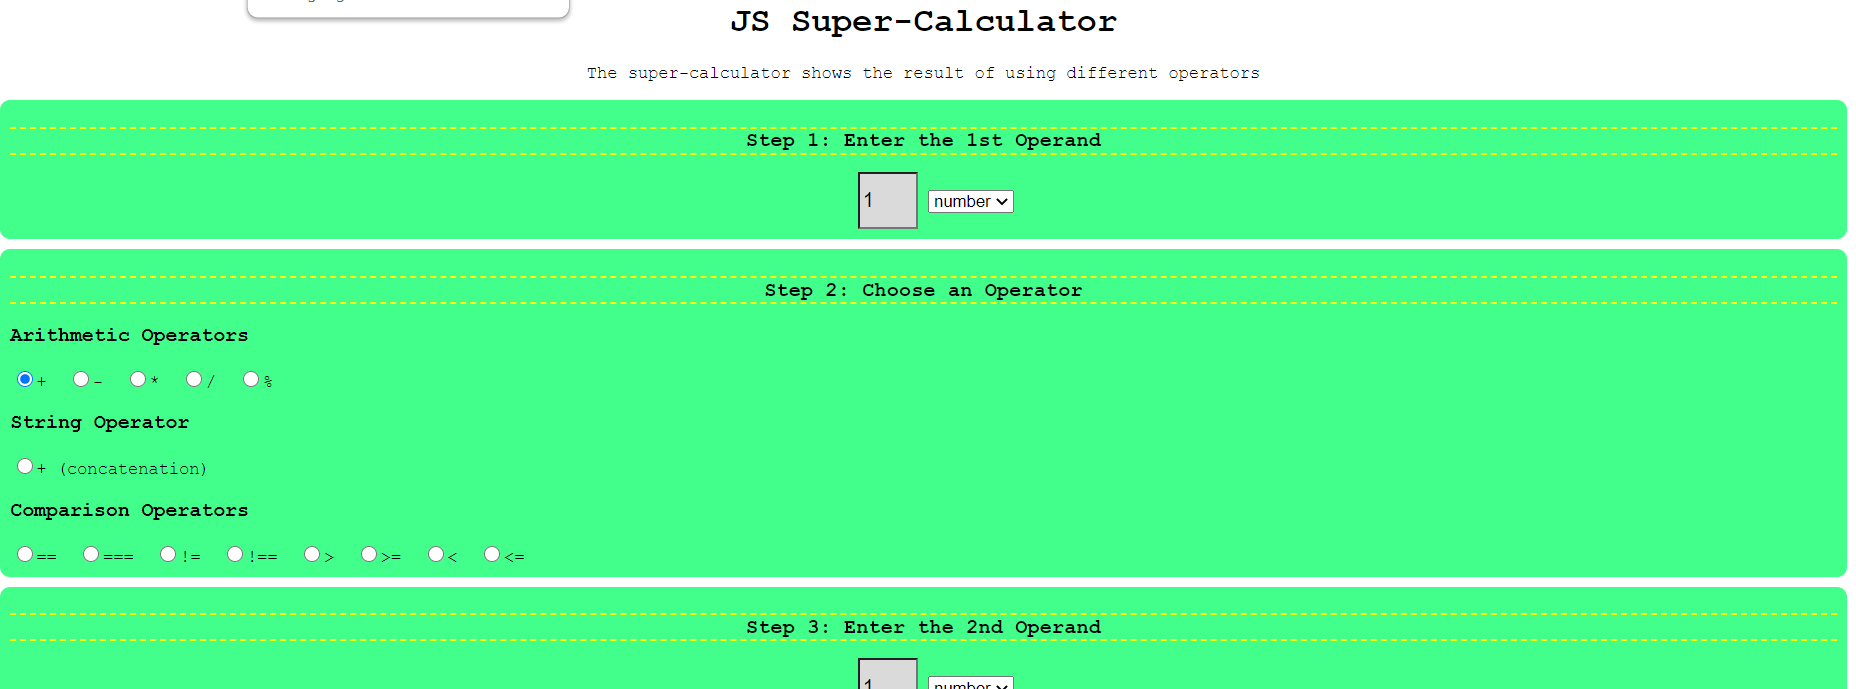 JS Super-Calculator
The super-calculator shows the result of using different operators
Step 1: Enter the 1st Operand
1 number
Step 2: Choose an Operator
Arithmetic Operators
+ - * / %
String Operator
+ (concatenation)
Comparison Operators
== === != !== > >= < <=
Step 3: Enter the 2nd Operand
1 number